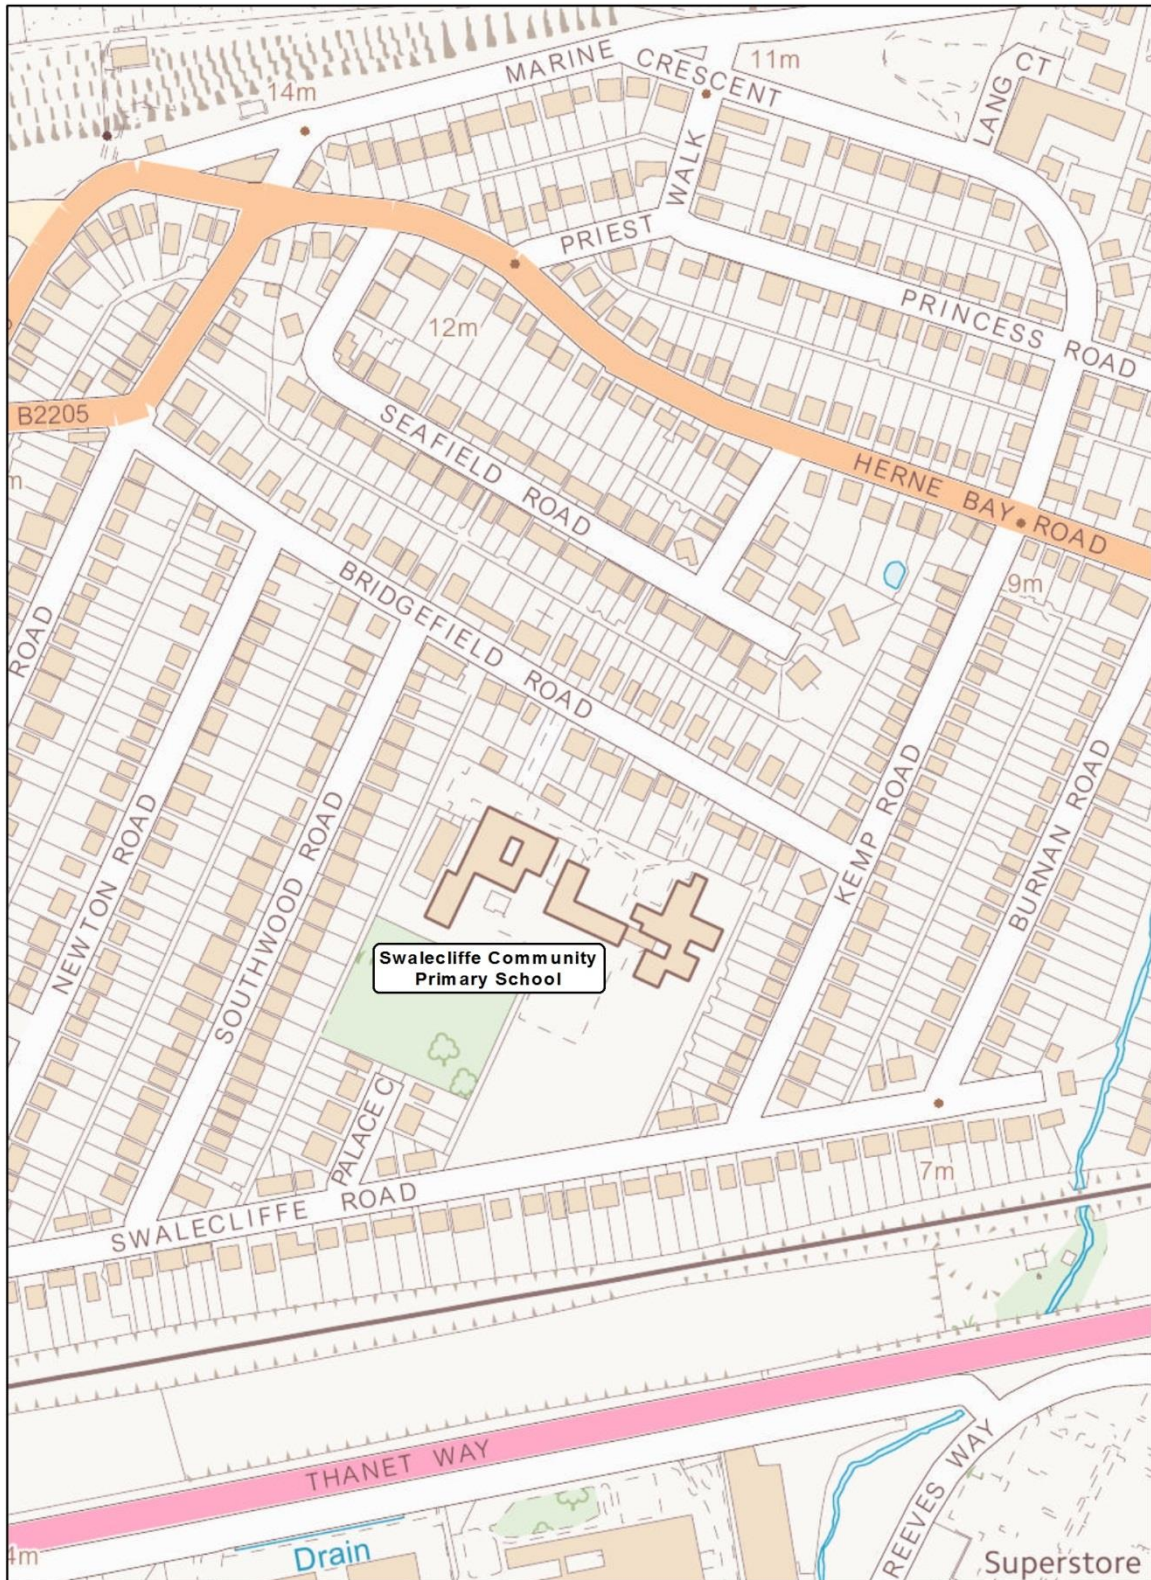 MARINE CRESCENT
11m
14m
LANG CT
PRIEST WALK
PRINCESS ROAD
12m
B2205
SEAFIELD ROAD
HERNE BAY ROAD
9m
BRIDGEFIELD ROAD
ROAD
KEMP ROAD
BURNAN ROAD
NEWTON ROAD
SOUTHWOOD ROAD
Swalecliffe Community
Primary School
PALACE C
SWALECLIFFE ROAD
7m
THANET WAY
REEVES WAY
4m
Drain
Superstore